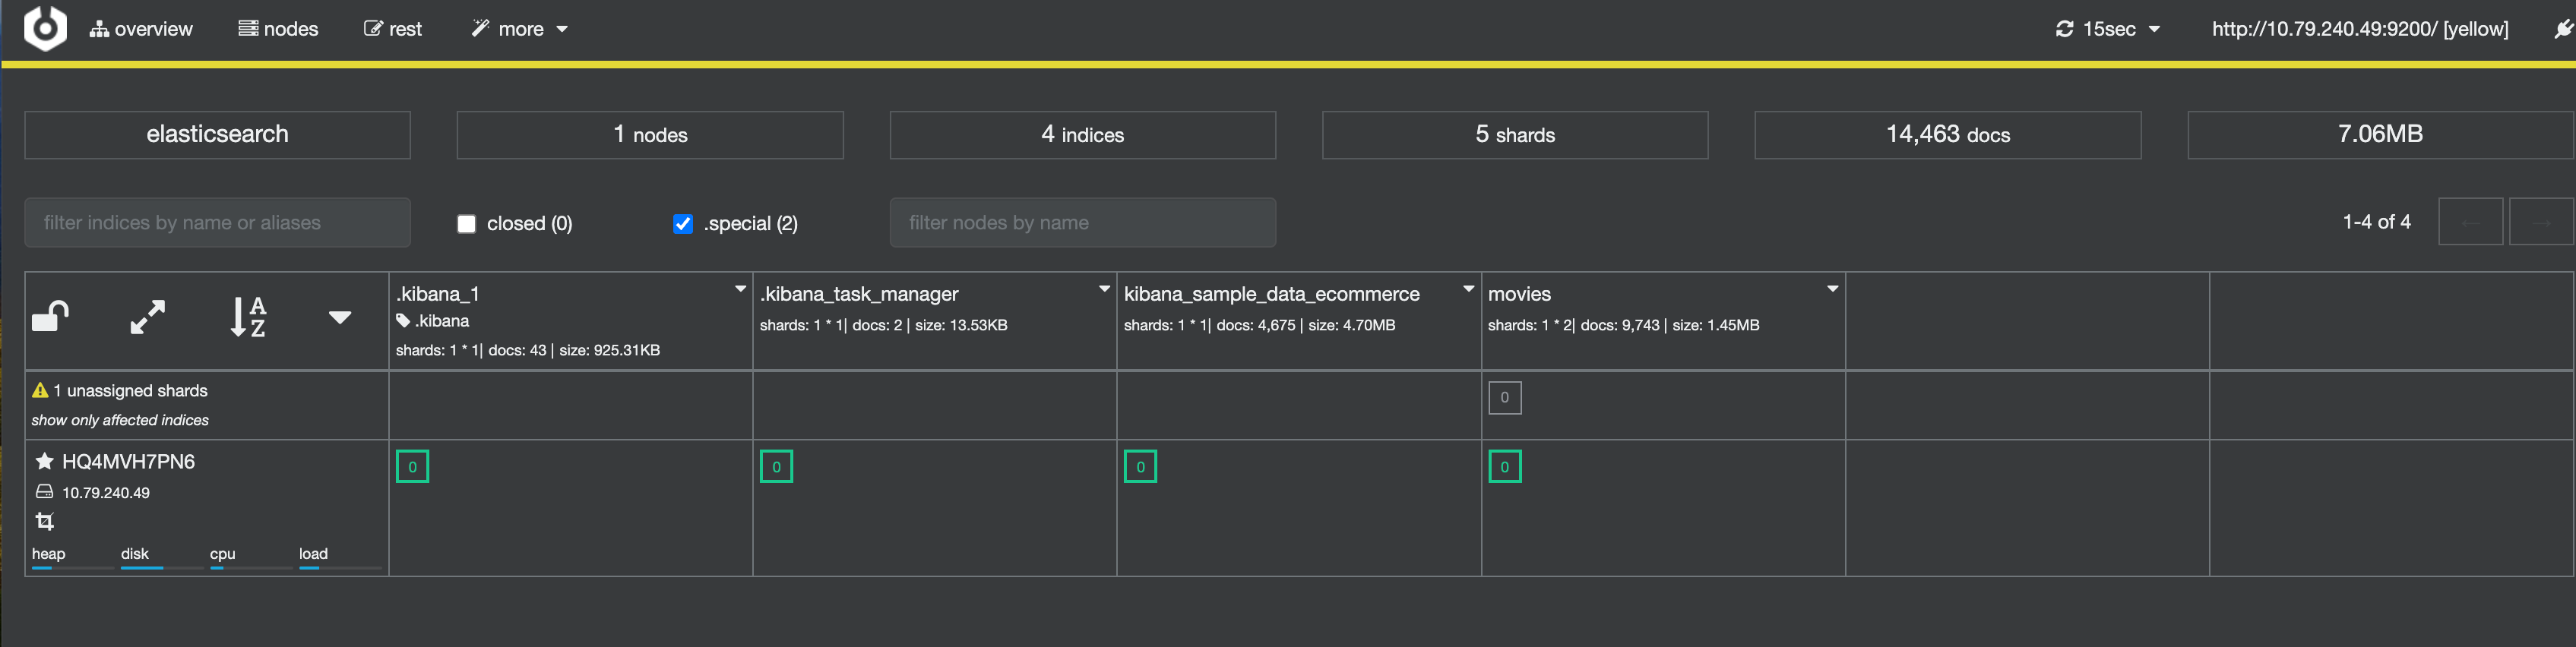 overview nodes rest more 15sec http://10.79.240.49:9200/ [yellow]
elasticsearch 1 nodes 4 indices 5 shards 14,463 docs 7.06MB
filter indices by name or aliases closed (0) .special (2) filter nodes by name 1-4 of 4 ← →
A
Z
.kibana_1
.kibana
shards: 1 * 1| docs: 43 | size: 925.31KB
.kibana_task_manager
shards: 1 * 1| docs: 2 | size: 13.53KB
kibana_sample_data_ecommerce
shards: 1 * 1| docs: 4,675 | size: 4.70MB
movies
shards: 1 * 2| docs: 9,743 | size: 1.45MB
1 unassigned shards
show only affected indices
0
HQ4MVH7PN6
10.79.240.49
heap disk cpu load
0 0 0 0